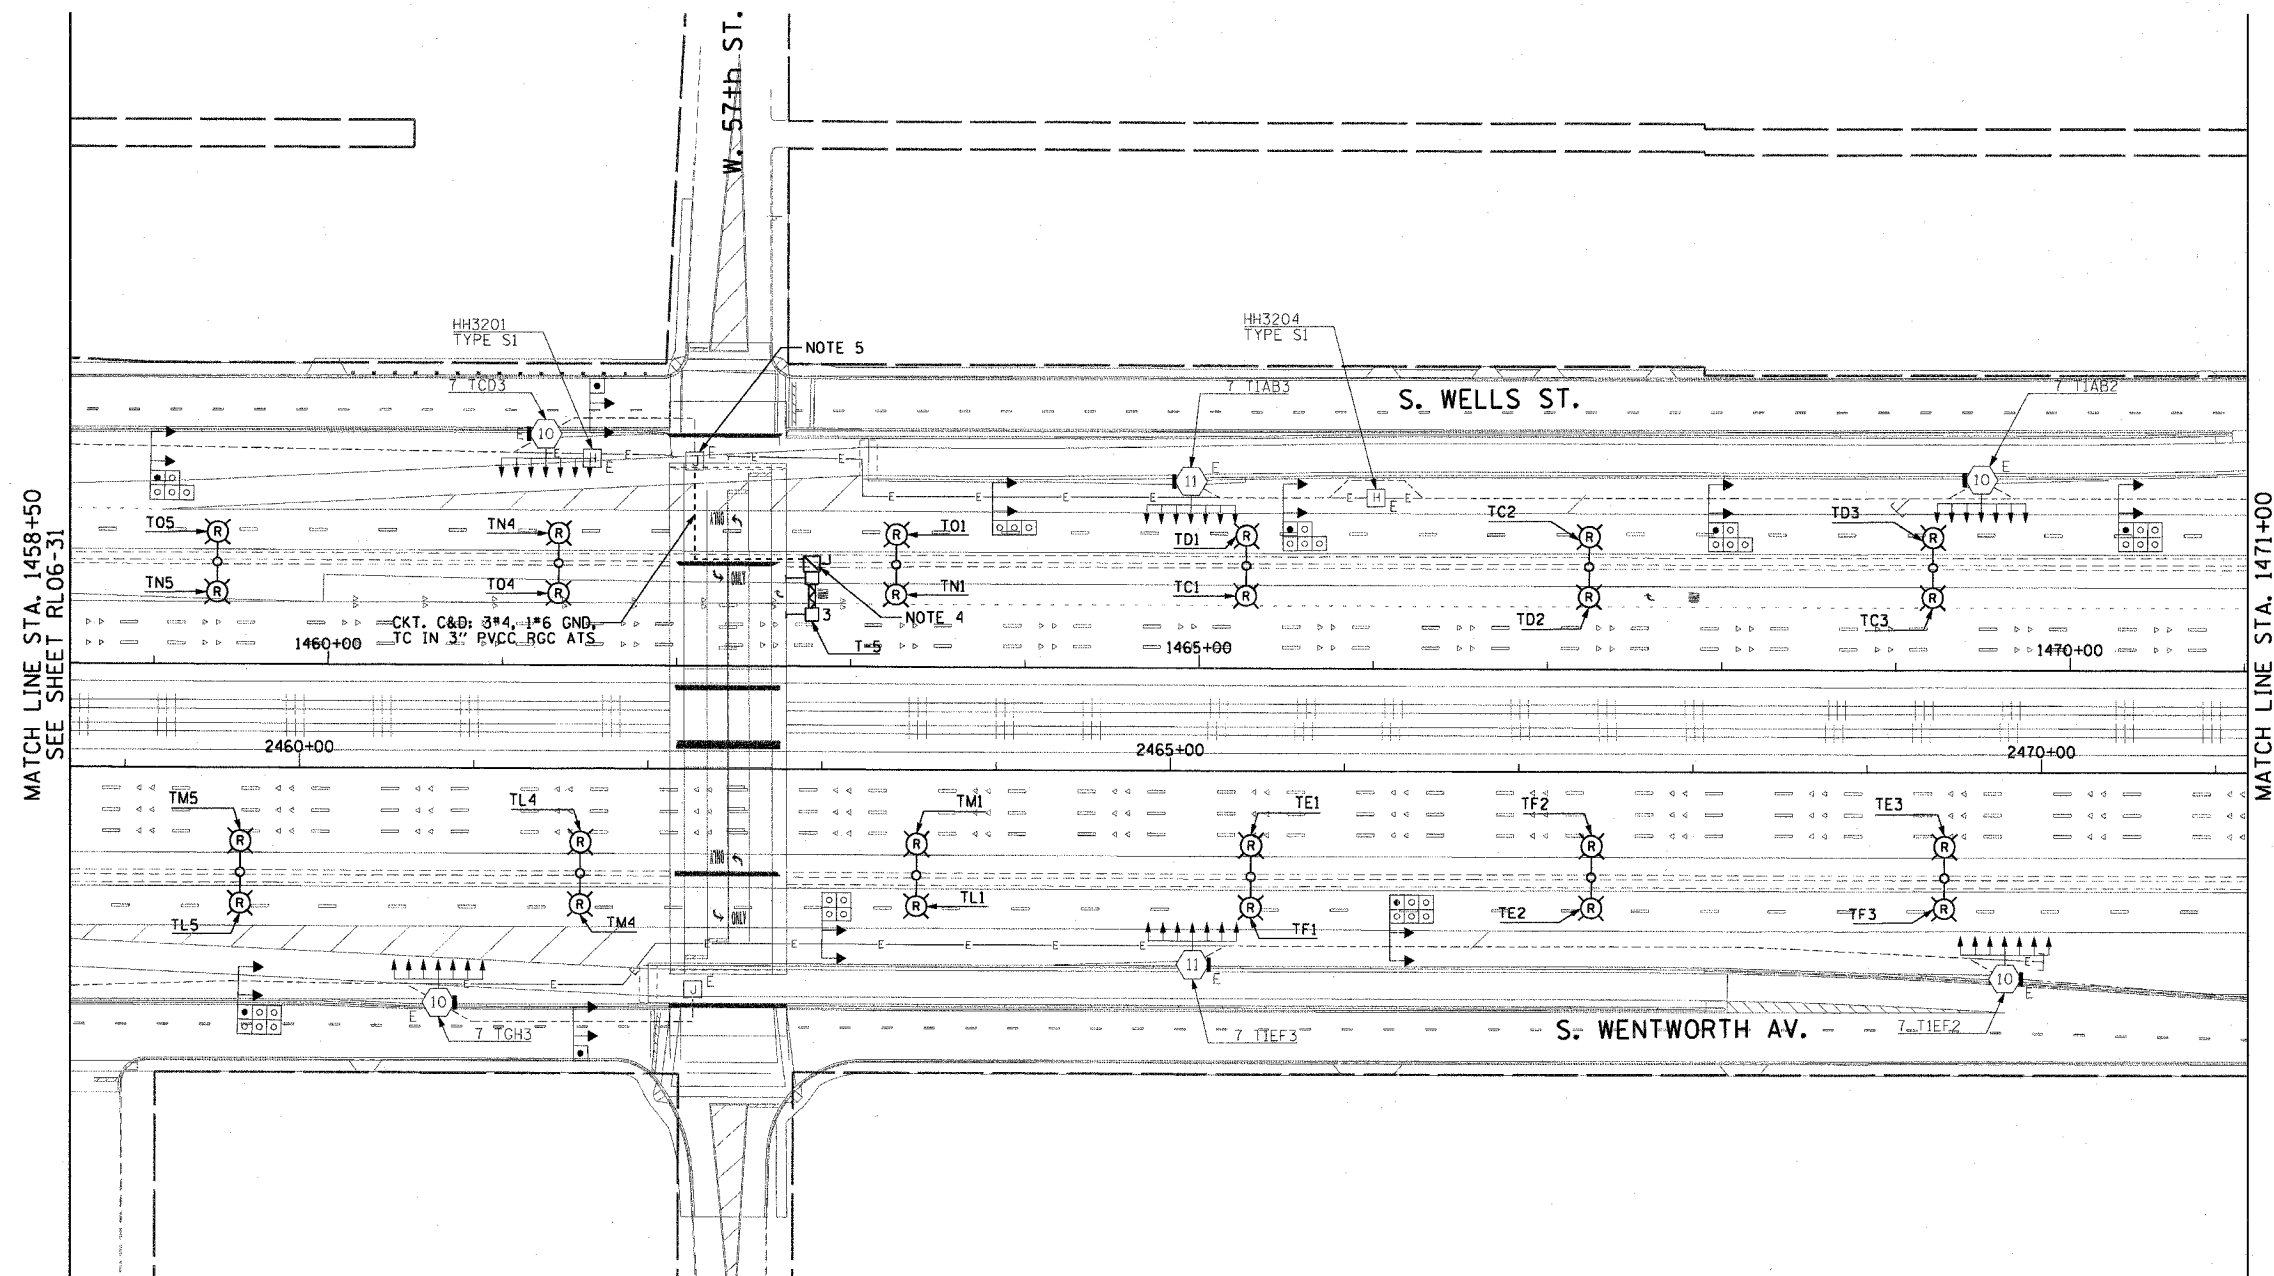 W. 57th ST.
MATCH LINE STA. 1458+50
SEE SHEET RL06-31
MATCH LINE STA. 1471+00
HH3201
TYPE S1
NOTE 5
HH3204
TYPE S1
7 TCD3
7 T1AB3
7 T1AB2
S. WELLS ST.
10
11
10
E
E
E
H
E
E
J
E
E
E
E
E
E
H
E
E
E
TO5
TN4
TO1
TD1
TC2
TD3
R
R
R
R
R
R
ONLY
ONLY
1
TN5
TO4
TN1
TC1
TD2
TC3
R
R
R
R
R
R
3
NOTE 4
T-5
CKT. C&D: 3#4, 1#6 GND,
TC IN 3" PVCC RGC ATS
1460+00
1465+00
1470+00
2460+00
2465+00
2470+00
TM5
TL4
TM1
TE1
TF2
TE3
R
R
R
R
R
R
ONLY
ONLY
TL5
TM4
TL1
TF1
TE2
TF3
R
R
R
R
R
R
E
E
E
E
E
E
E
E
J
E
10
11
10
E
E
E
7 TGH3
7 T1EF3
7 T1EF2
S. WENTWORTH AV.